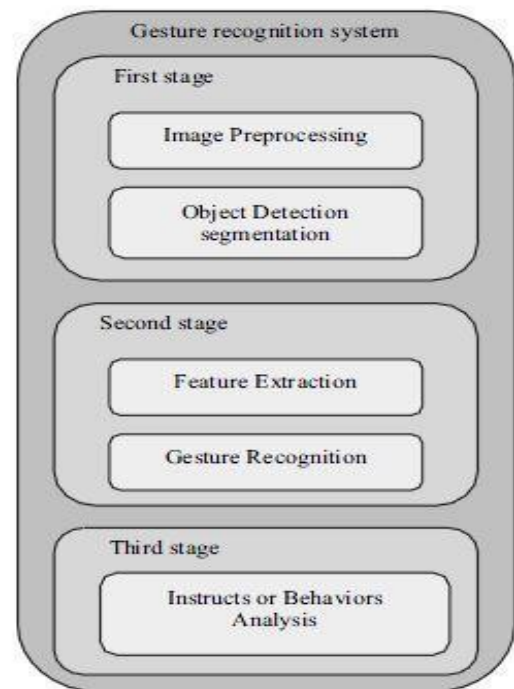 Gesture recognition system
First stage
Image Preprocessing
Object Detection
segmentation
Second stage
Feature Extraction
Gesture Recognition
Third stage
Instructs or Behaviors
Analysis